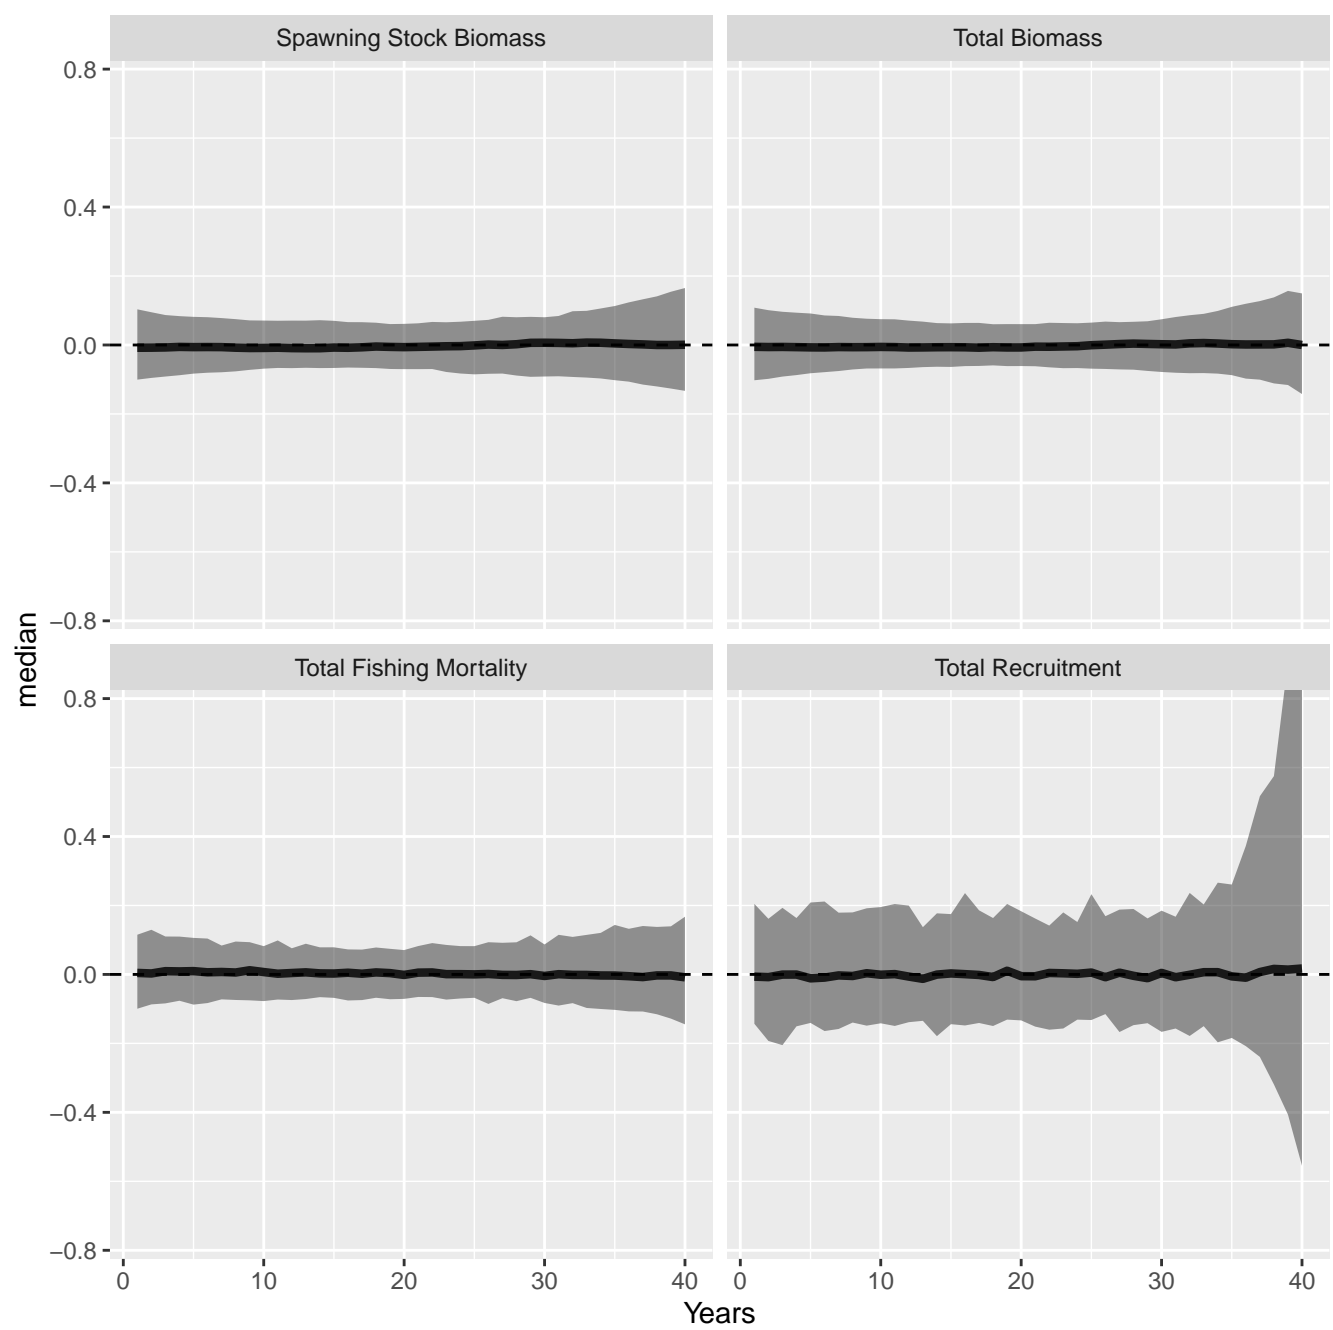 Spawning Stock Biomass
Total Biomass
0.8
0.4
0.0
−0.4
−0.8
median
Total Fishing Mortality
Total Recruitment
0.8
0.4
0.0
−0.4
−0.8
0 10 20 30 40
0 10 20 30 40
Years